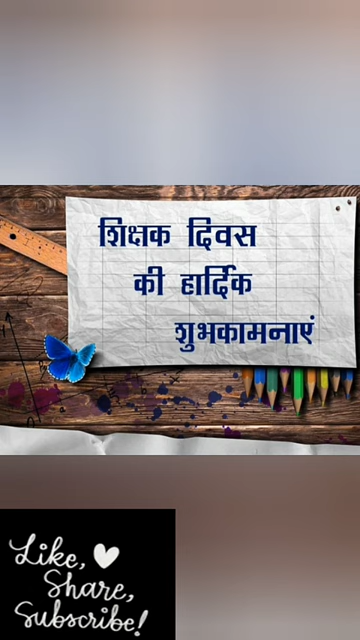 शिक्षक दिवस
की हार्दिक
शुभकामनाएं
Like,
Share,
Subscribe!